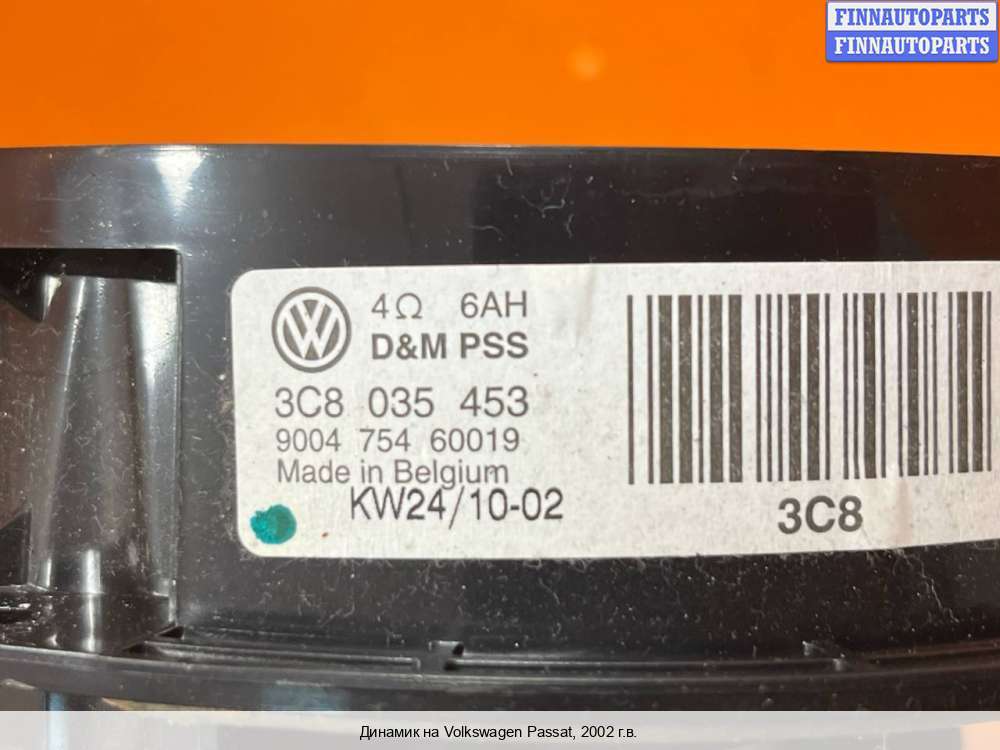 FINNAUTOPARTS
FINNAUTOPARTS
4Ω 6AH
D&M PSS
3C8 035 453
9004 754 60019
Made in Belgium
KW24/10-02
3C8
Динамик на Volkswagen Passat, 2002 г.в.